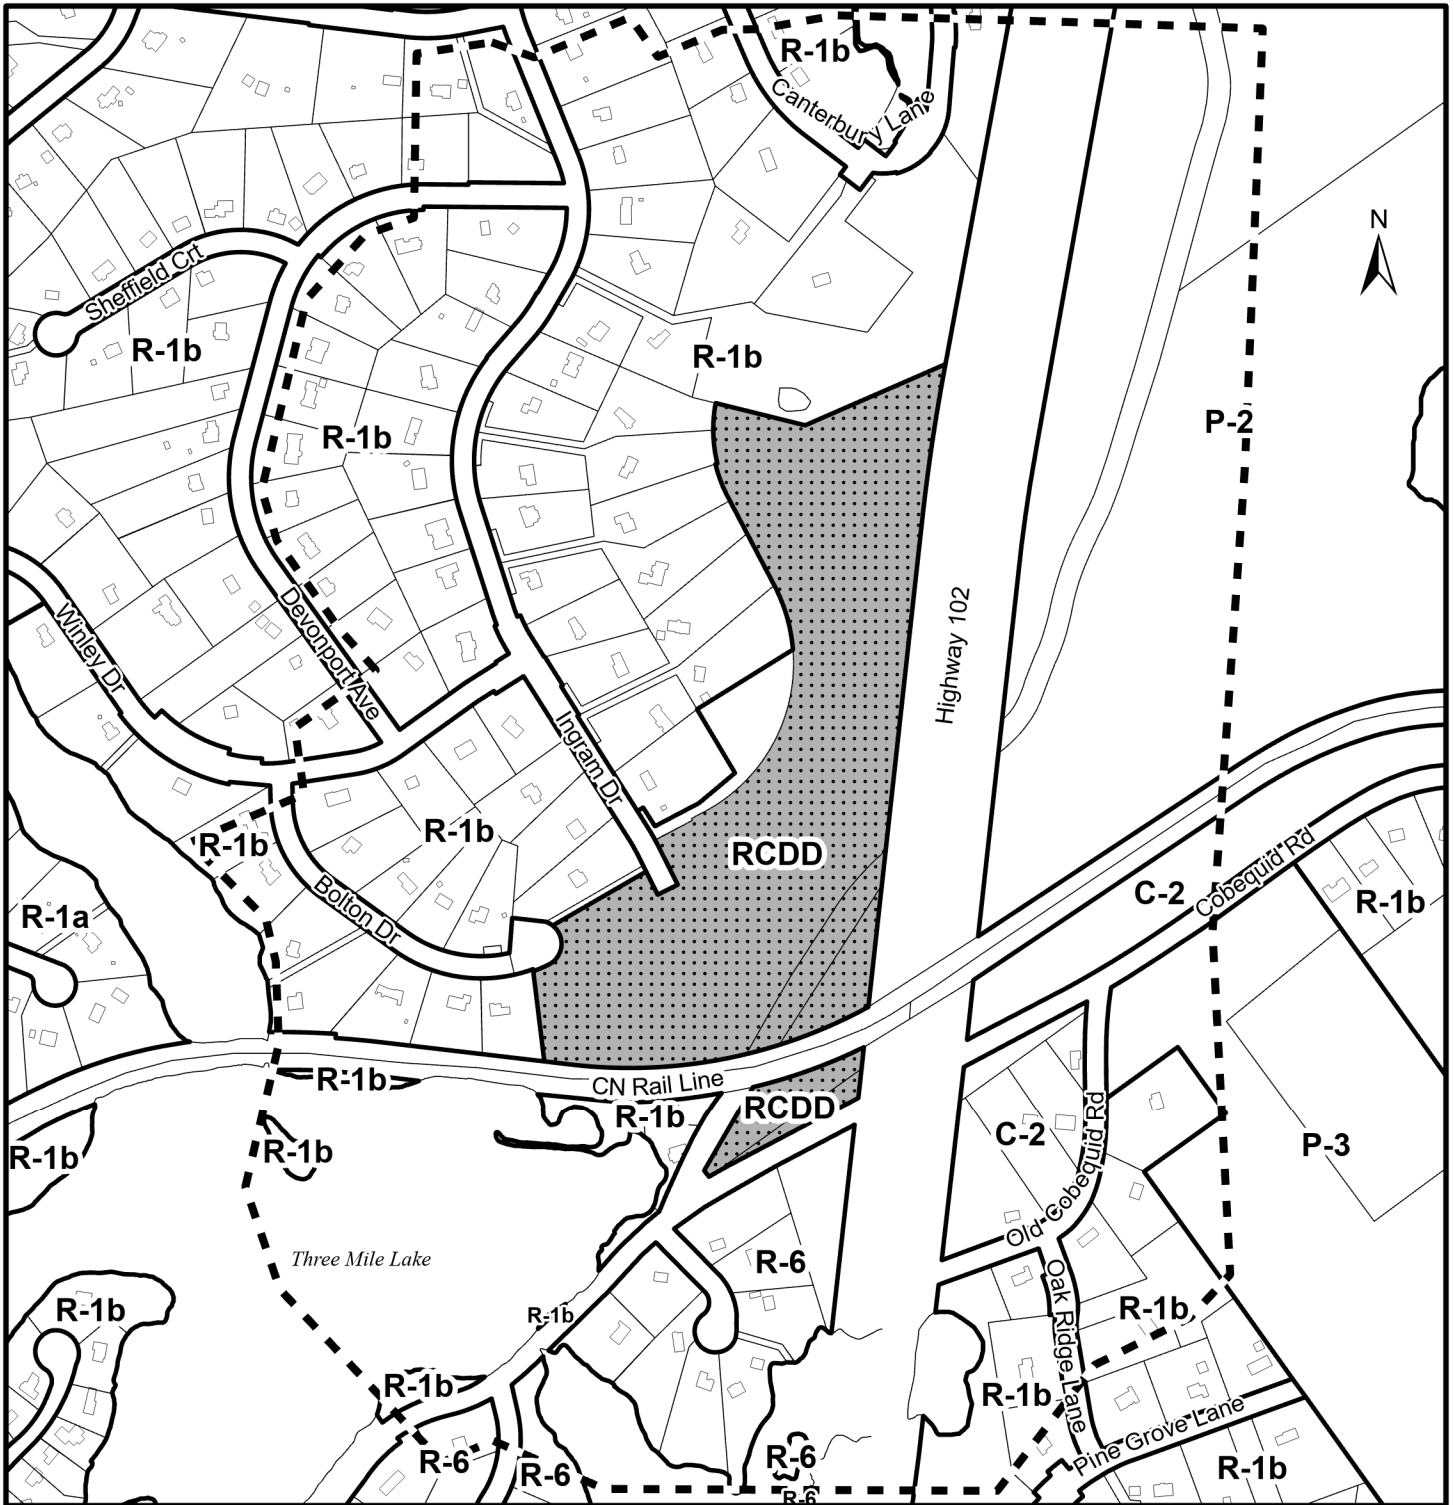 R-1b
Canterbury Lane
N
Sheffield Crt
R-1b
R-1b
P-2
R-1b
Devonport Ave
Highway 102
Winley Dr
Ingram Dr
R-1b
R-1b
RCDD
Cobequid Rd
C-2
R-1b
Bolton Dr
R-1a
R-1b
CN Rail Line
R-1b
RCDD
Old Cobequid Rd
C-2
P-3
R-1b
R-1b
Three Mile Lake
R-6
Oak Ridge Lane
R-1b
R-1b
R-1b
R-1b
R-1b
Pine Grove Lane
R-6
R-6
R-6
R-1b
R-6